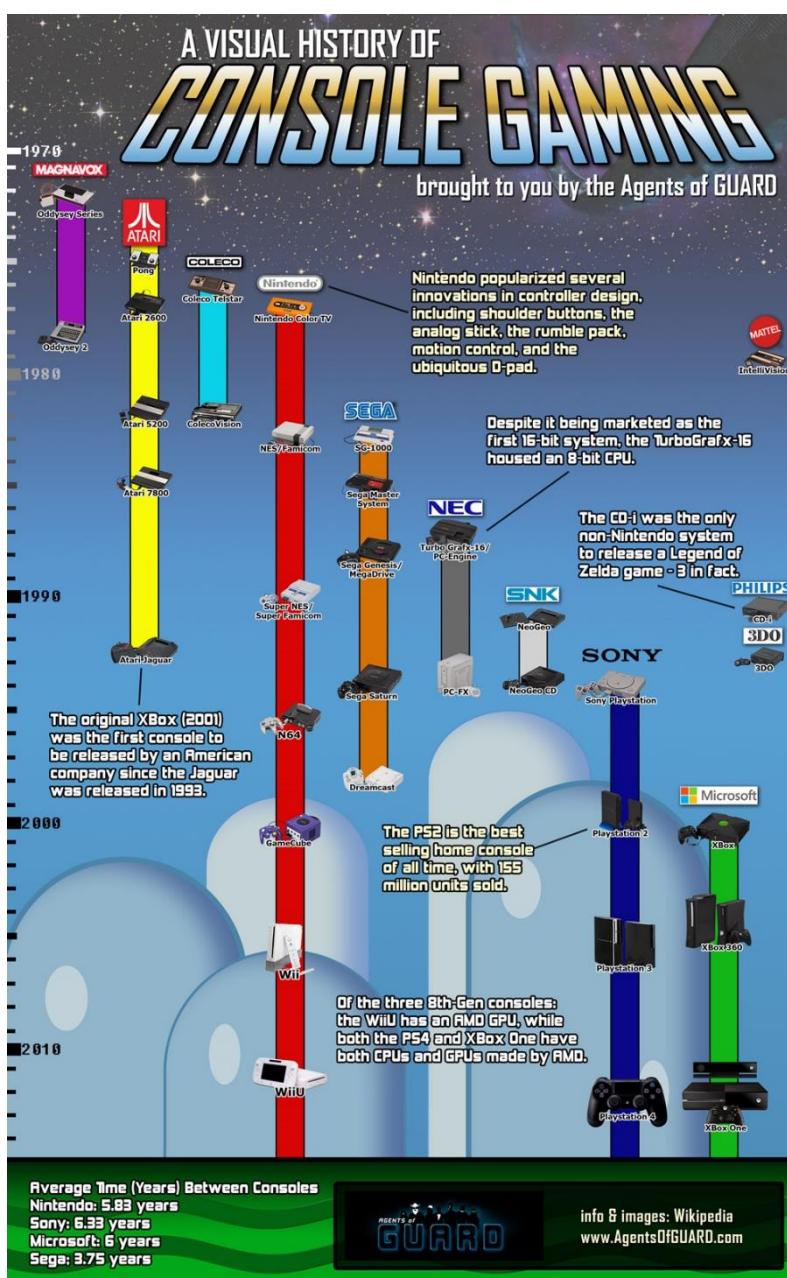 A VISUAL HISTORY OF
CONSOLE GAMING
brought to you by the Agents of GUARD
1970
MAGNAVOX
Oddysey Series
ATARI
Pong
COLECO
Coleco Telstar
Nintendo
Nintendo Color TV
Atari 2600
Oddysey 2
Nintendo popularized several
innovations in controller design,
including shoulder buttons, the
analog stick, the rumble pack,
motion control, and the
ubiquitous D-pad.
MATTEL
IntelliVision
1980
Atari 5200
ColecoVision
SEGA
SG-1000
NES/Famicom
Despite it being marketed as the
first 16-bit system, the TurboGrafx-16
housed an 8-bit CPU.
Atari 7800
Sega Master
System
NEC
Turbo Grafx-16/
PC-Engine
Sega Genesis/
MegaDrive
The CD-i was the only
non-Nintendo system
to release a Legend of
Zelda game - 3 in fact.
1990
Super NES/
Super Famicom
SNK
NeoGeo
PHILIPS
CD-i
3DO
3DO
Atari Jaguar
Sega Saturn
PC-FX
NeoGeo CD
SONY
Sony Playstation
The original XBox (2001)
was the first console to
be released by an American
company since the Jaguar
was released in 1993.
N64
Dreamcast
Microsoft
2000
GameCube
The PS2 is the best
selling home console
of all time, with 155
million units sold.
Playstation 2
XBox
XBox 360
Wii
Playstation 3
Of the three 8th-Gen consoles:
the WiiU has an AMD GPU, while
both the PS4 and XBox One have
both CPUs and GPUs made by AMD.
2010
WiiU
Playstation 4
XBox One
Average Time (Years) Between Consoles
Nintendo: 5.83 years
Sony: 6.33 years
Microsoft: 6 years
Sega: 3.75 years
AGENTS of
GUARD
info & images: Wikipedia
www.AgentsOfGUARD.com